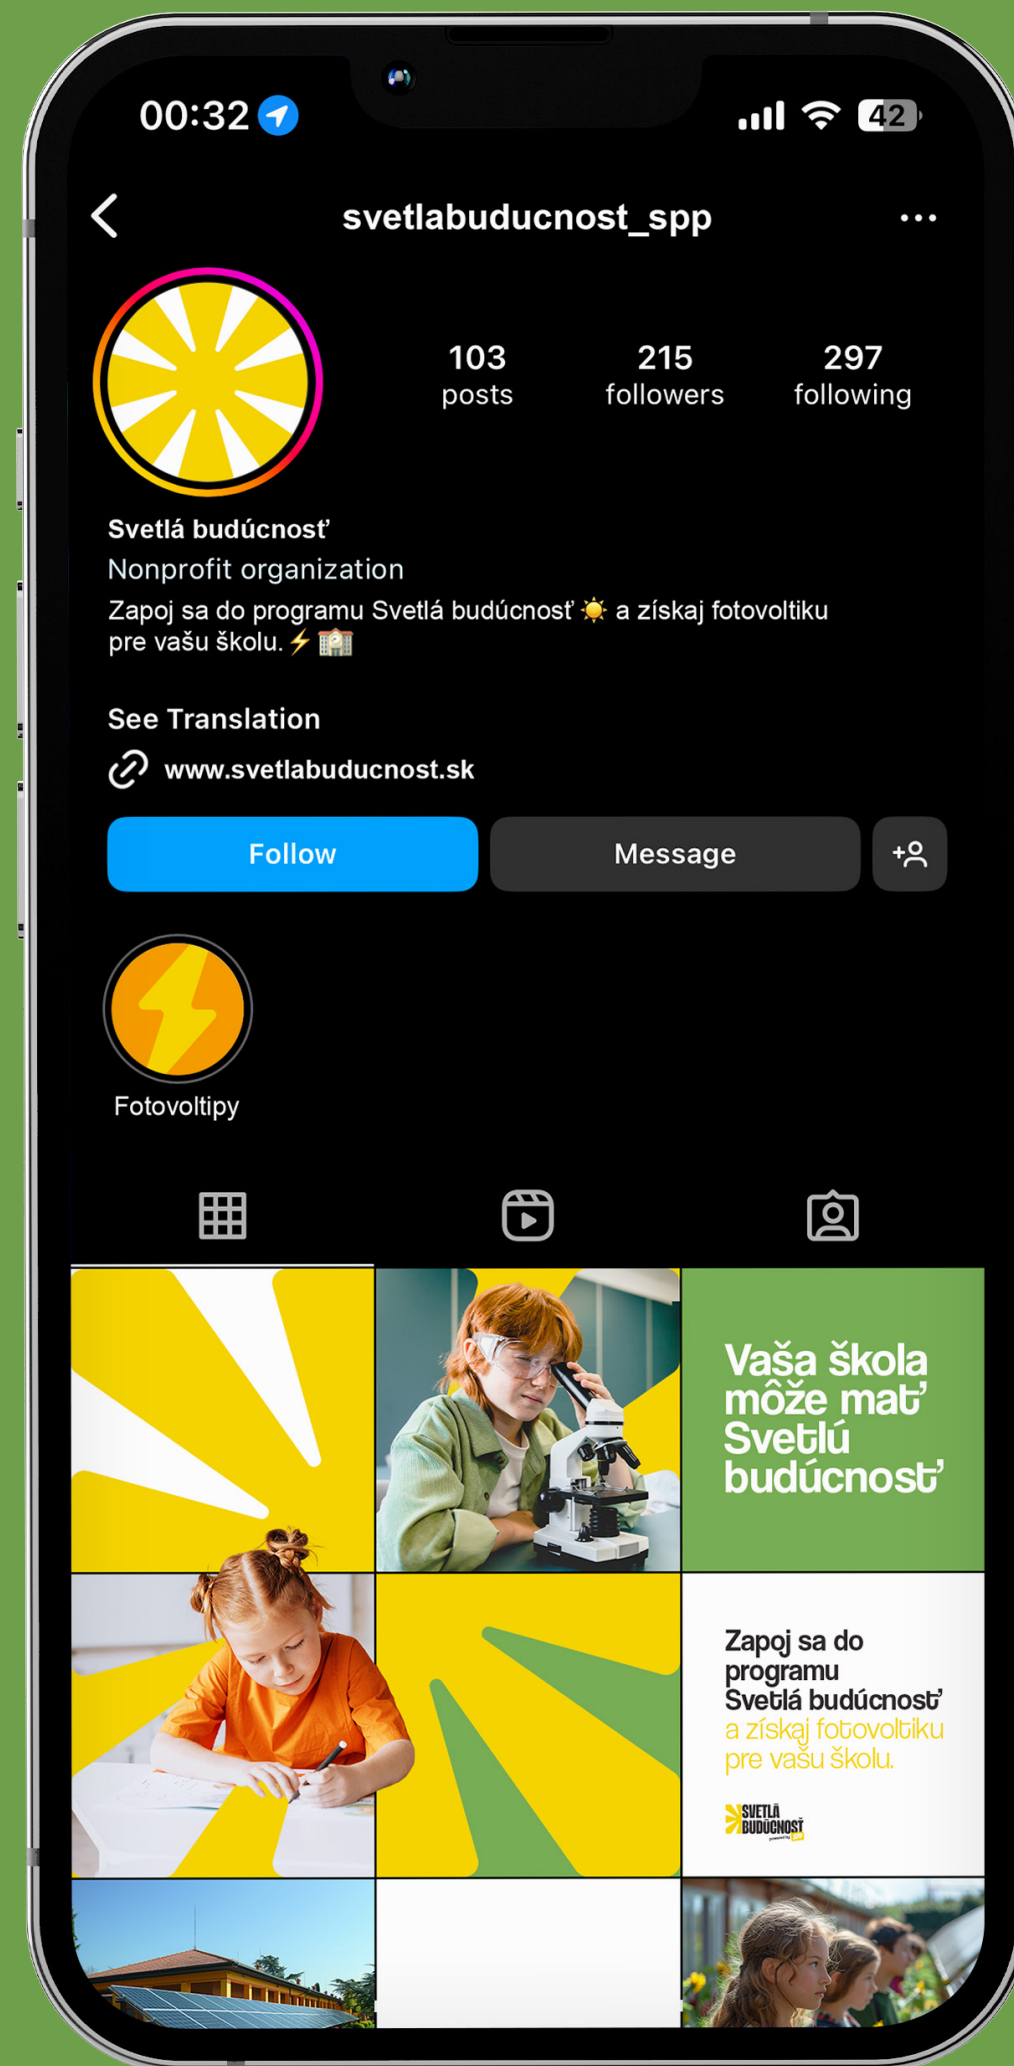 00:32
42
svetlabuducnost_spp
103
posts
215
followers
297
following
Svetlá budúcnosť
Nonprofit organization
Zapoj sa do programu Svetlá budúcnosť ☀️ a získaj fotovoltiku
pre vašu školu.⚡🏫
See Translation
www.svetlabuducnost.sk
Follow
Message
Fotovoltipy
Vaša škola
môže mať
Svetlú
budúcnosť
Zapoj sa do
programu
Svetlá budúcnosť
a získaj fotovoltiku
pre vašu školu.
SVETLÁ
BUDÚCNOSŤ
powered by